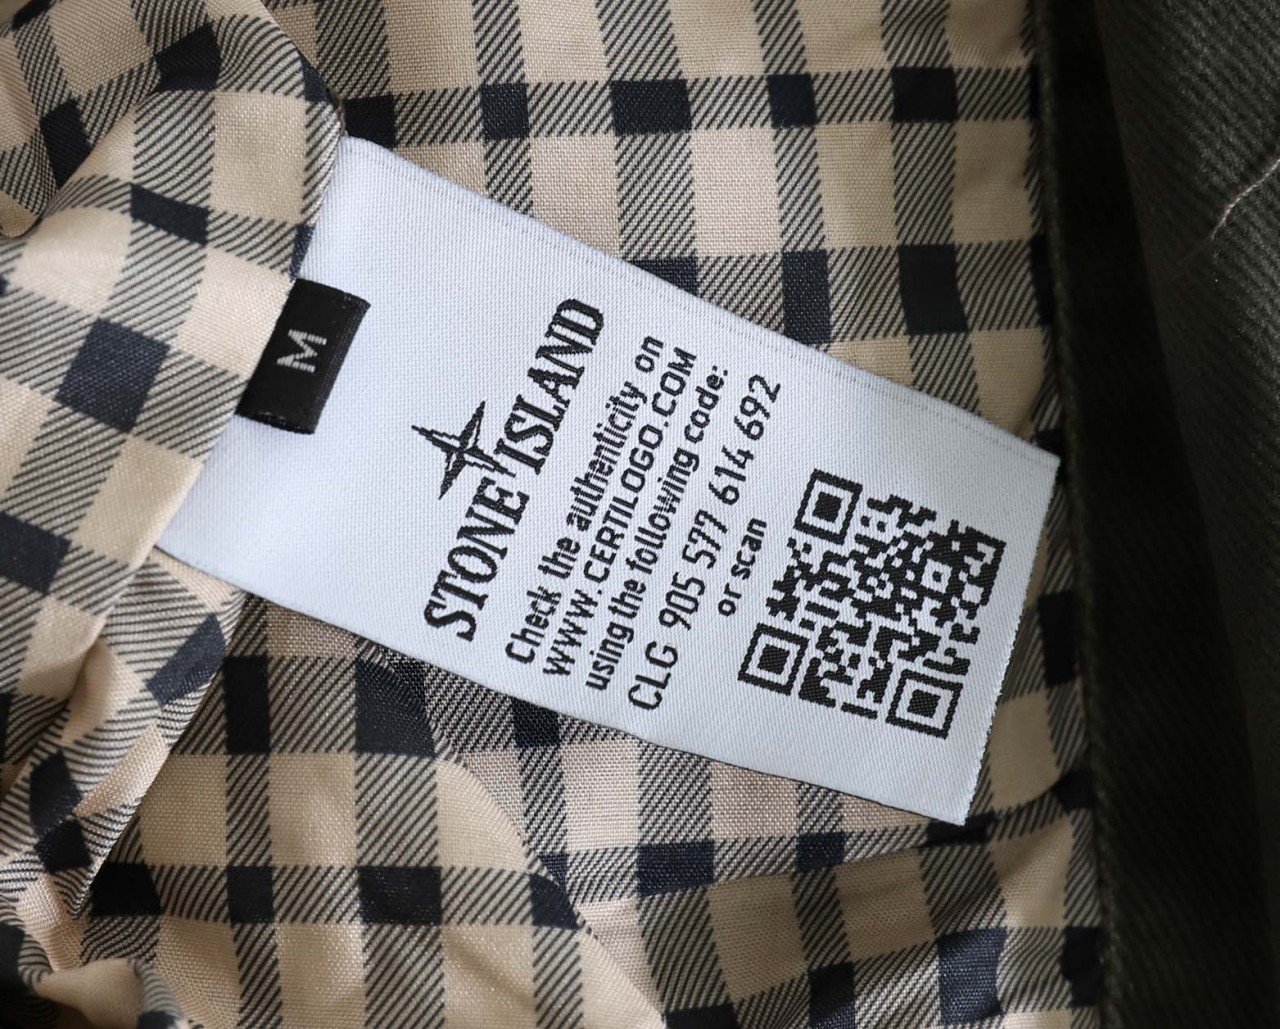 M
STONE ISLAND
Check the authenticity on
WWW.CERTILOGO.COM
using the following code:
CLG 905 577 614 692
or scan